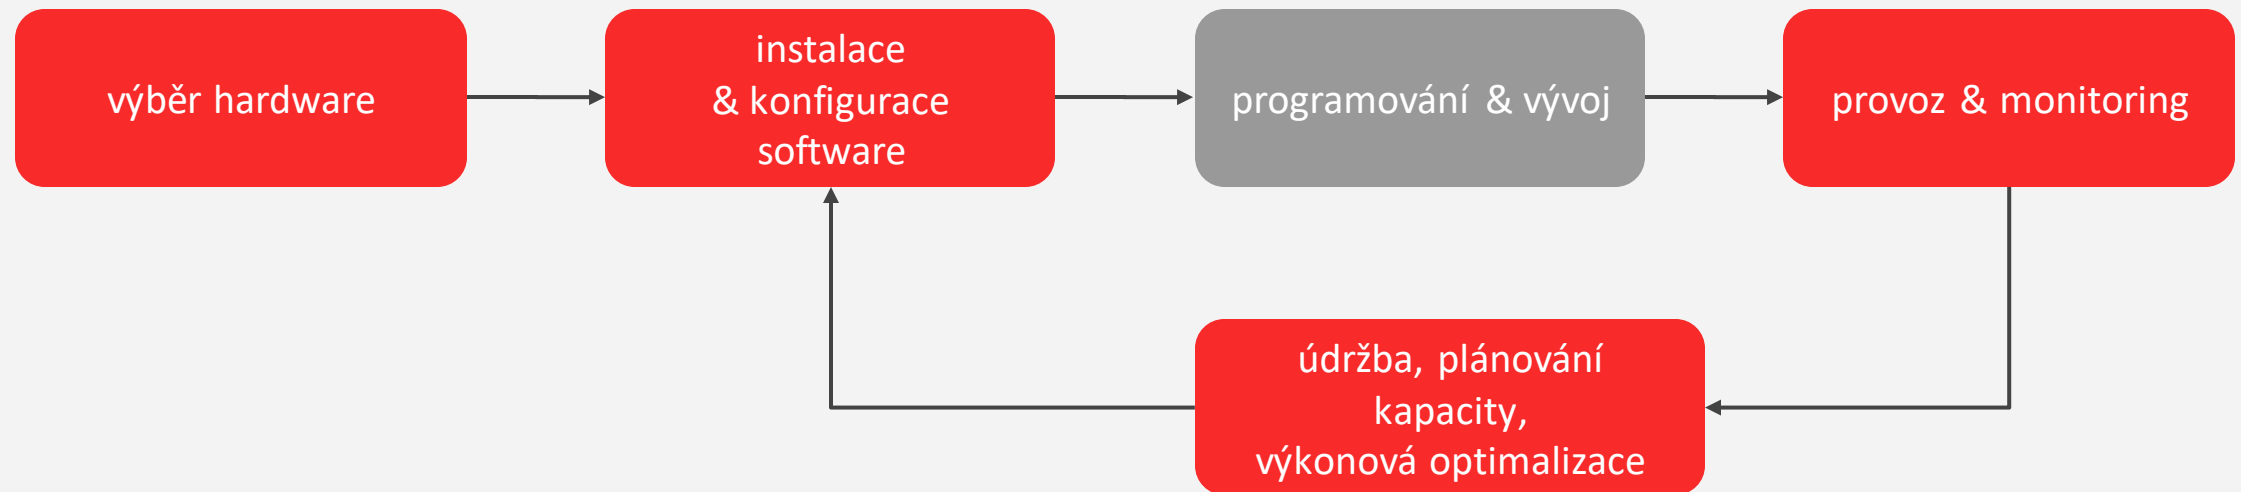 výběr hardware
instalace
& konfigurace
software
programování & vývoj
provoz & monitoring
údržba, plánování
kapacity,
výkonová optimalizace